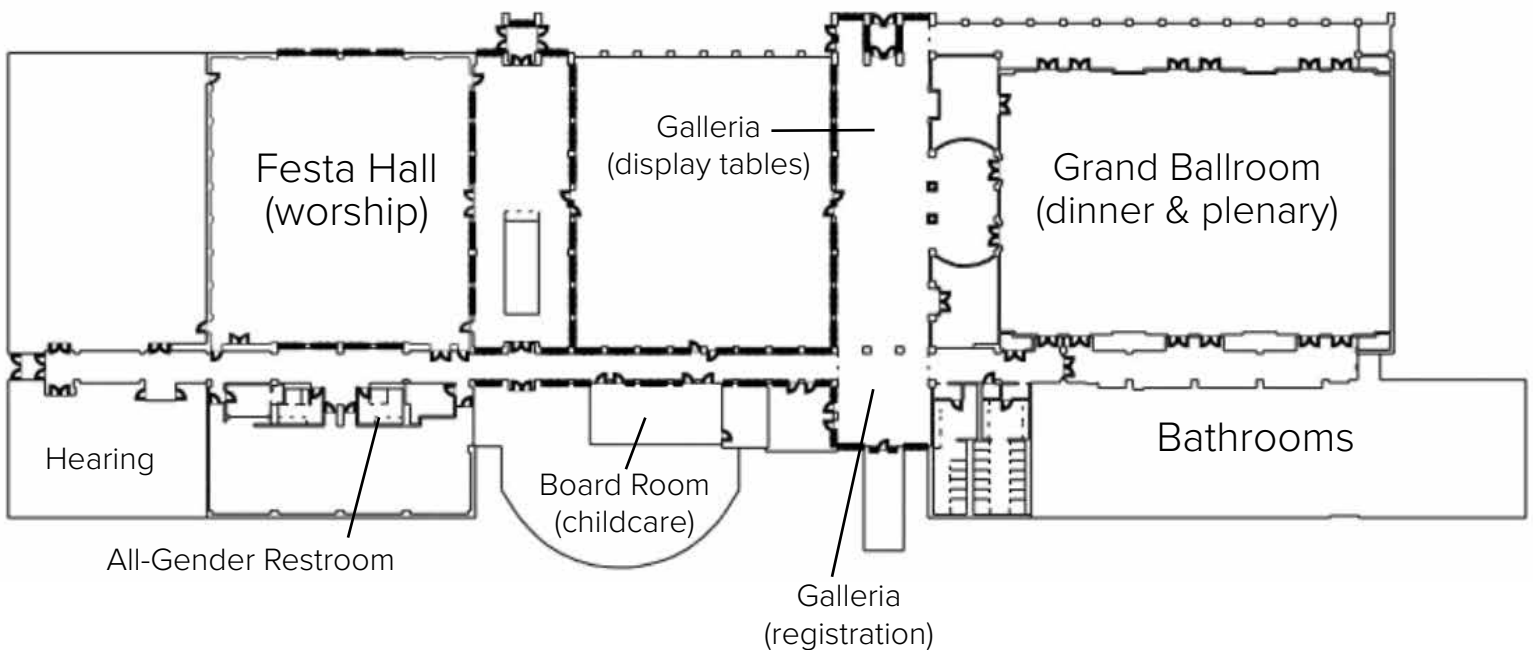 Festa Hall
(worship)
Galleria
(display tables)
Grand Ballroom
(dinner & plenary)
Hearing
All-Gender Restroom
Board Room
(childcare)
Galleria
(registration)
Bathrooms